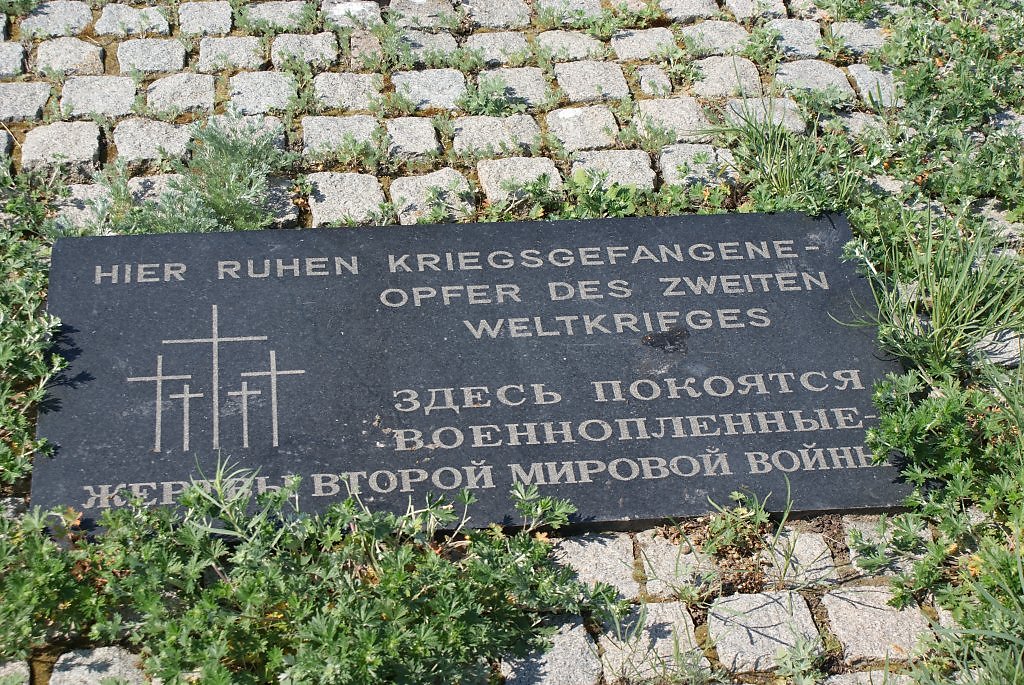 HIER RUHEN KRIEGSGEFANGENE-
OPFER DES ZWEITEN
WELTKRIEGES
ЗДЕСЬ ПОКОЯТСЯ
ВОЕННОПЛЕННЫЕ-
ЖЕРТВЫ ВТОРОЙ МИРОВОЙ ВОЙНЫ